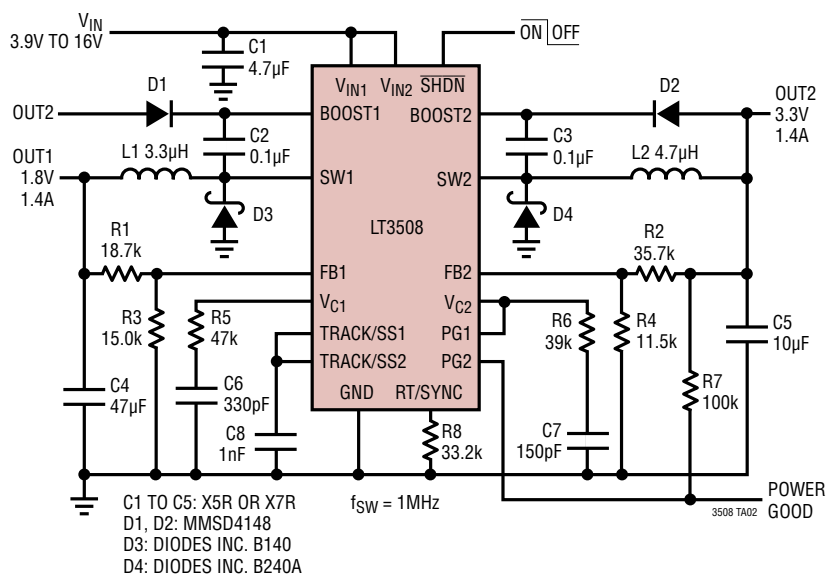 VIN
3.9V TO 16V
C1
4.7µF
ON OFF
VIN1
VIN2
SHDN
D1
D2
OUT2
BOOST1
BOOST2
OUT2
3.3V
1.4A
C2
0.1µF
C3
0.1µF
OUT1
1.8V
1.4A
L1 3.3µH
L2 4.7µH
SW1
SW2
D3
D4
LT3508
R1
18.7k
R2
35.7k
FB1
FB2
VC1
VC2
R3
15.0k
R5
47k
TRACK/SS1
TRACK/SS2
PG1
PG2
R6
39k
R4
11.5k
C5
10µF
C4
47µF
C6
330pF
R7
100k
GND
RT/SYNC
C8
1nF
R8
33.2k
C7
150pF
C1 TO C5: X5R OR X7R
D1, D2: MMSD4148
D3: DIODES INC. B140
D4: DIODES INC. B240A
fSW = 1MHz
3508 TA02
POWER
GOOD